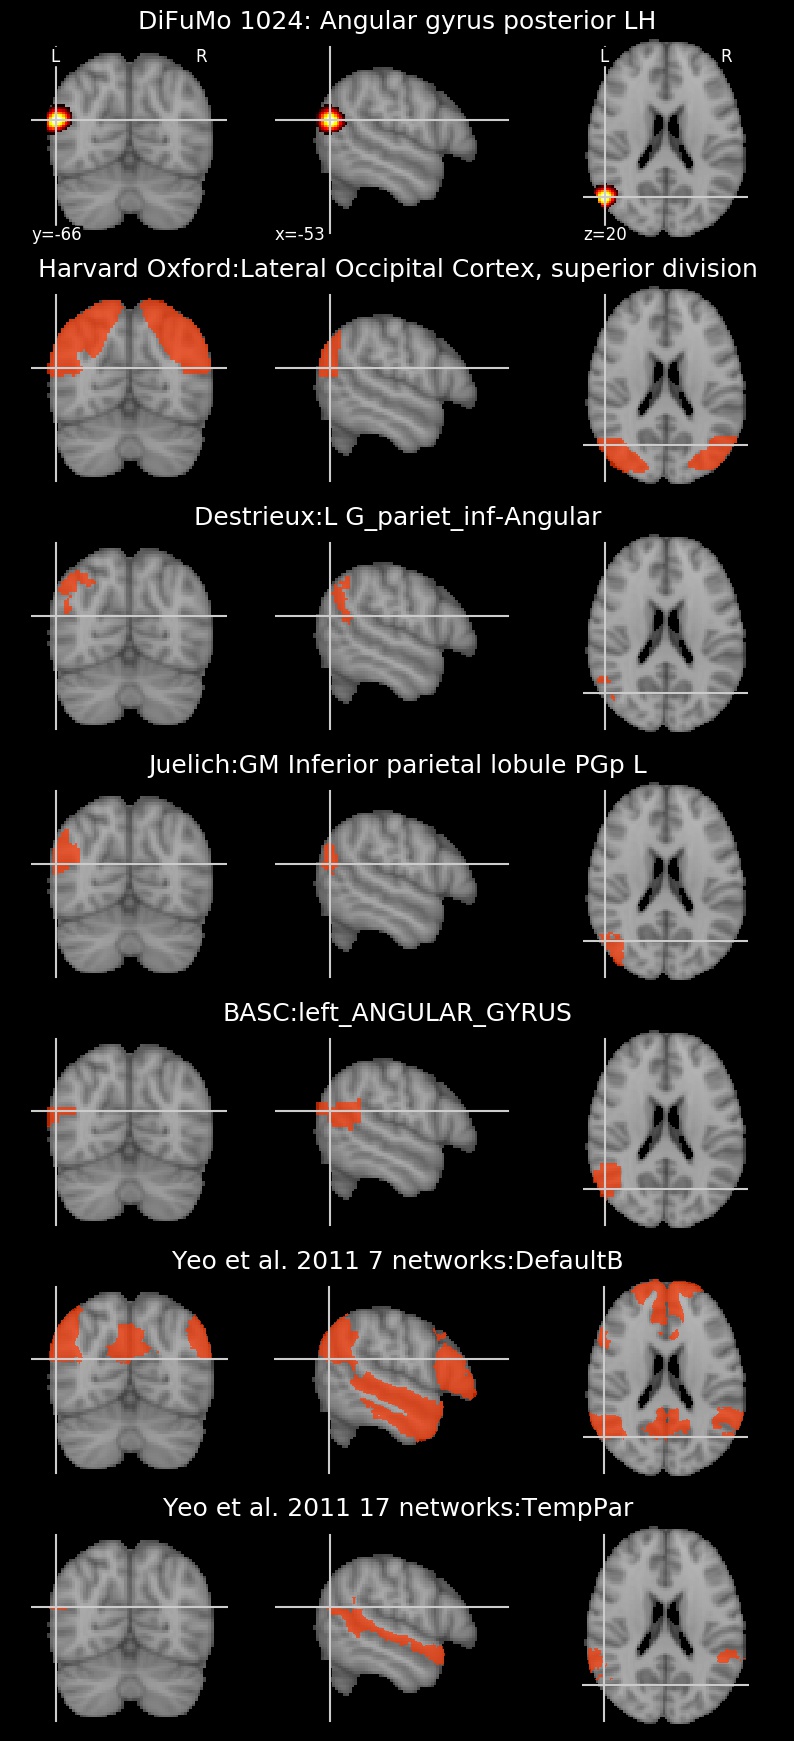 DiFuMo 1024: Angular gyrus posterior LH
L R L R
y=-66 x=-53 z=20
Harvard Oxford:Lateral Occipital Cortex, superior division
Destrieux:L G_pariet_inf-Angular
Juelich:GM Inferior parietal lobule PGp L
BASC:left_ANGULAR_GYRUS
Yeo et al. 2011 7 networks:DefaultB
Yeo et al. 2011 17 networks:TempPar